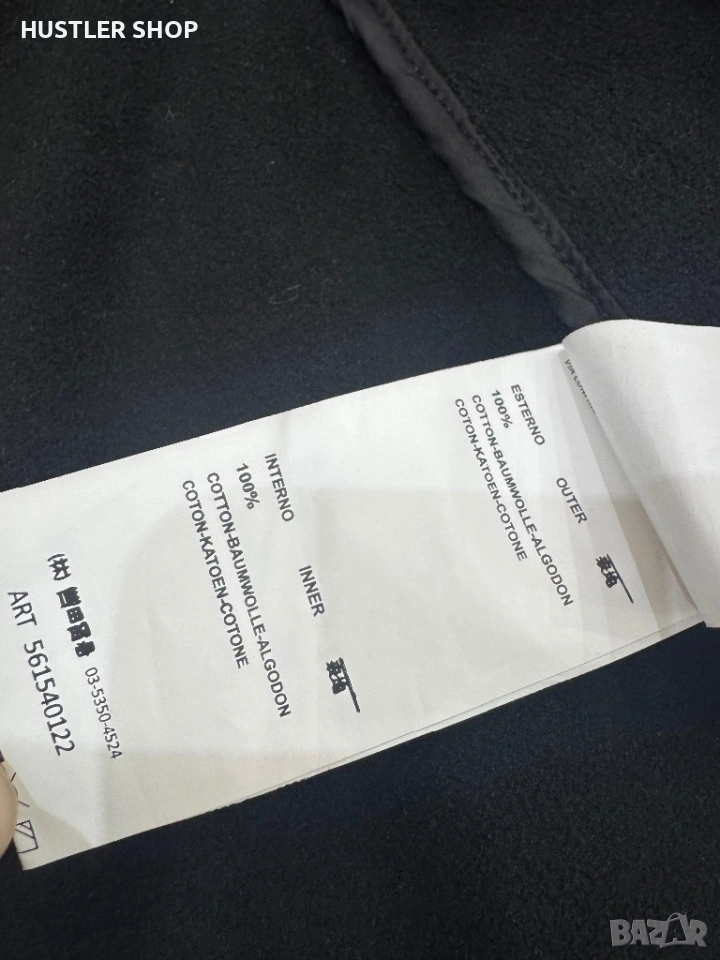 HUSTLER SHOP
ESTERNO OUTER
100%
COTTON-BAUMWOLLE-ALGODON
COTON-KATOEN-COTONE
INTERNO INNER
100%
COTTON-BAUMWOLLE-ALGODON
COTON-KATOEN-COTONE
03-5350-4524
ART 561540122
BAZAR